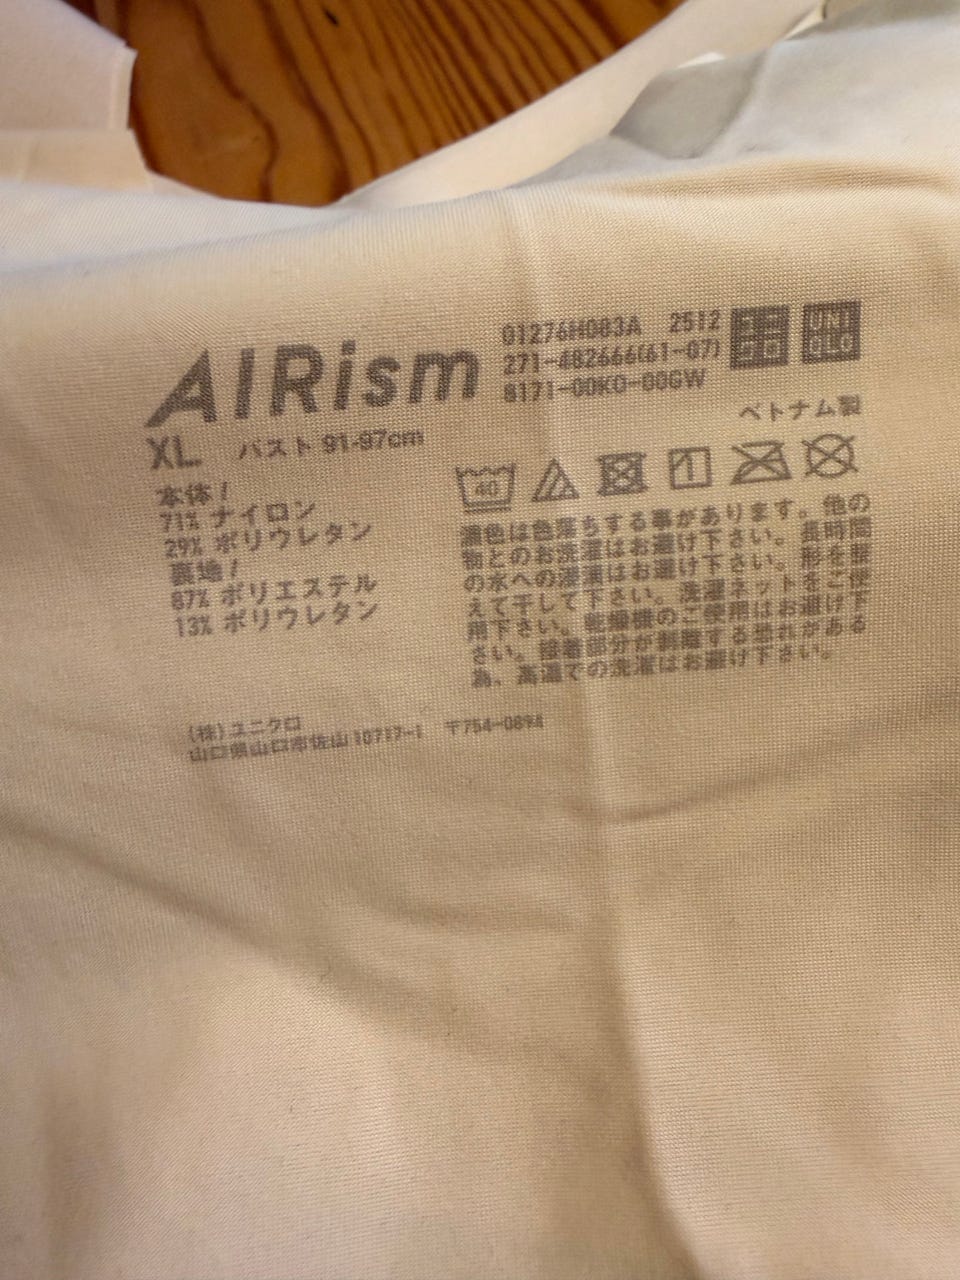 AIRism
01276H083A 2512
271-482666(61-07)
8171-00K0-00GW
ユニクロ
UNIQLO
ベトナム製
XL バスト 91-97cm
40
本体/
71% ナイロン
29% ポリウレタン
裏地/
87% ポリエステル
13% ポリウレタン
濃色は色落ちする事があります。他の
物とのお洗濯はお避け下さい。長時間
の水への浸漬はお避け下さい。形を整
えて干して下さい。洗濯ネットをご使
用下さい。乾燥機のご使用はお避け下
さい。接着部分が剥離する恐れがある
為、高温での洗濯はお避け下さい。
(株)ユニクロ
山口県山口市佐山10717-1 〒754-0894